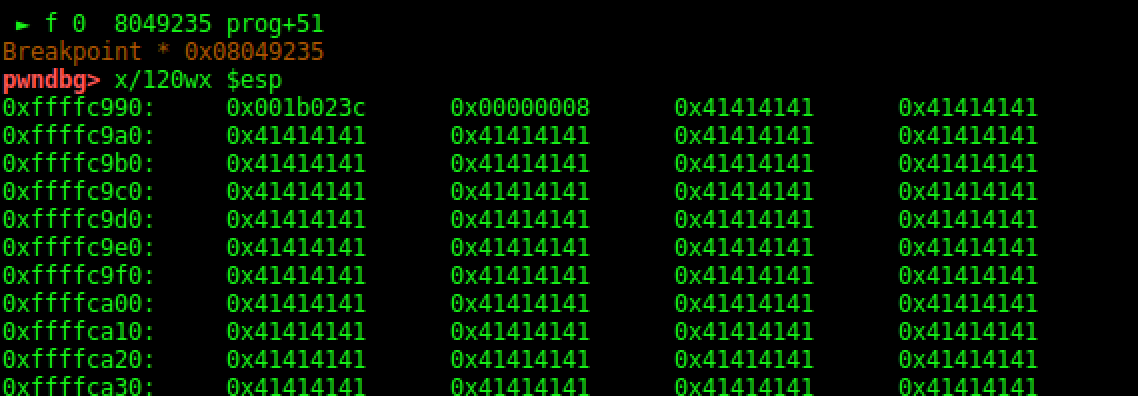 ► f 0  8049235 prog+51
Breakpoint * 0x08049235
pwndbg> x/120wx $esp
0xffffc990: 0x001b023c 0x00000008 0x41414141 0x41414141
0xffffc9a0: 0x41414141 0x41414141 0x41414141 0x41414141
0xffffc9b0: 0x41414141 0x41414141 0x41414141 0x41414141
0xffffc9c0: 0x41414141 0x41414141 0x41414141 0x41414141
0xffffc9d0: 0x41414141 0x41414141 0x41414141 0x41414141
0xffffc9e0: 0x41414141 0x41414141 0x41414141 0x41414141
0xffffc9f0: 0x41414141 0x41414141 0x41414141 0x41414141
0xffffca00: 0x41414141 0x41414141 0x41414141 0x41414141
0xffffca10: 0x41414141 0x41414141 0x41414141 0x41414141
0xffffca20: 0x41414141 0x41414141 0x41414141 0x41414141
0xffffca30: 0x41414141 0x41414141 0x41414141 0x41414141